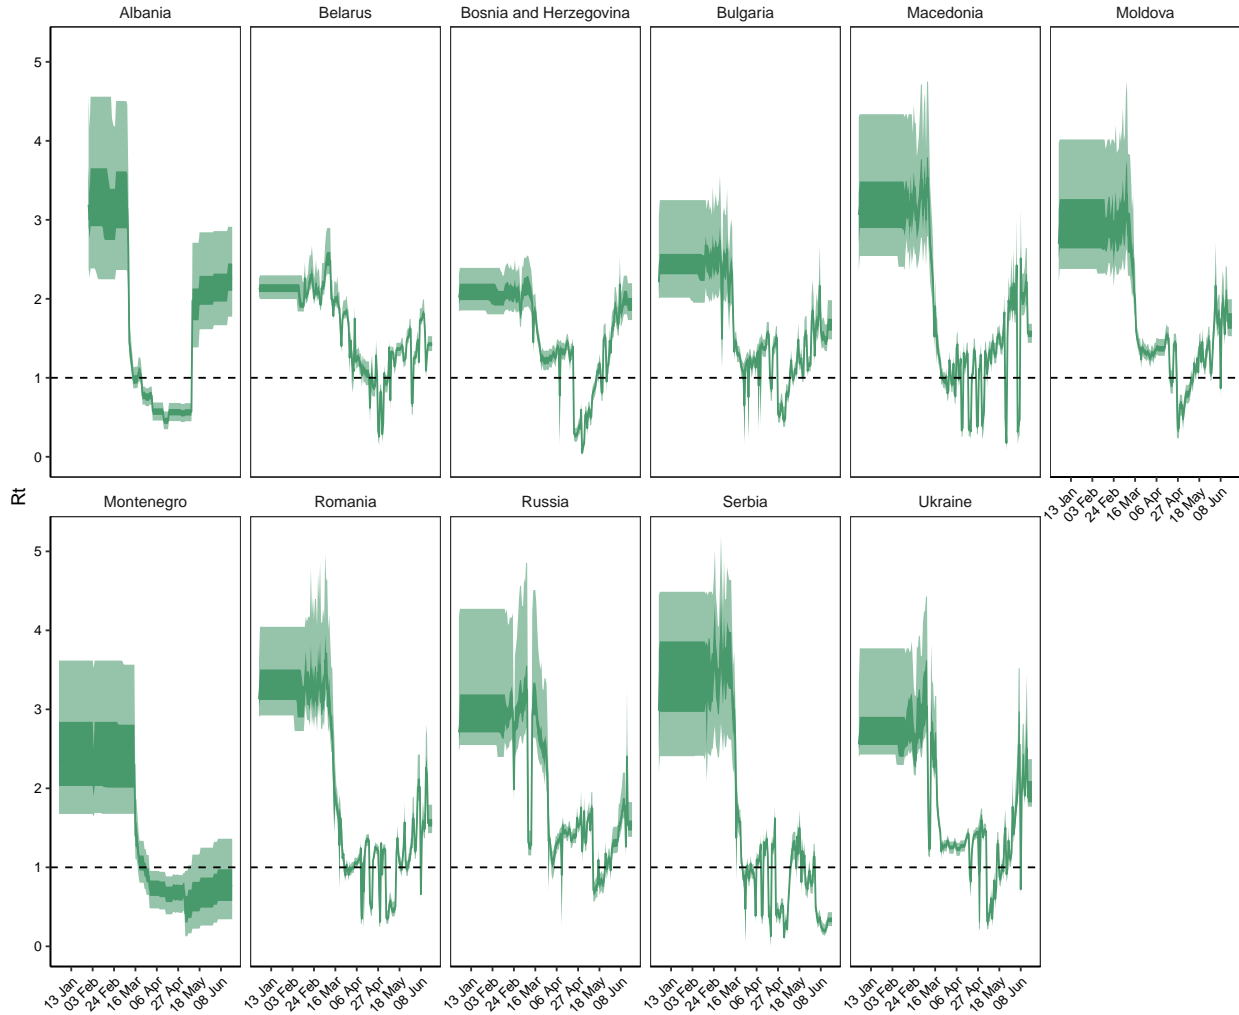 Albania
Belarus
Bosnia and Herzegovina
Bulgaria
Macedonia
Moldova
5
4
3
2
1
0
13 Jan
03 Feb
24 Feb
16 Mar
06 Apr
27 Apr
18 May
08 Jun
Rt
Montenegro
Romania
Russia
Serbia
Ukraine
5
4
3
2
1
0
13 Jan
03 Feb
24 Feb
16 Mar
06 Apr
27 Apr
18 May
08 Jun
13 Jan
03 Feb
24 Feb
16 Mar
06 Apr
27 Apr
18 May
08 Jun
13 Jan
03 Feb
24 Feb
16 Mar
06 Apr
27 Apr
18 May
08 Jun
13 Jan
03 Feb
24 Feb
16 Mar
06 Apr
27 Apr
18 May
08 Jun
13 Jan
03 Feb
24 Feb
16 Mar
06 Apr
27 Apr
18 May
08 Jun